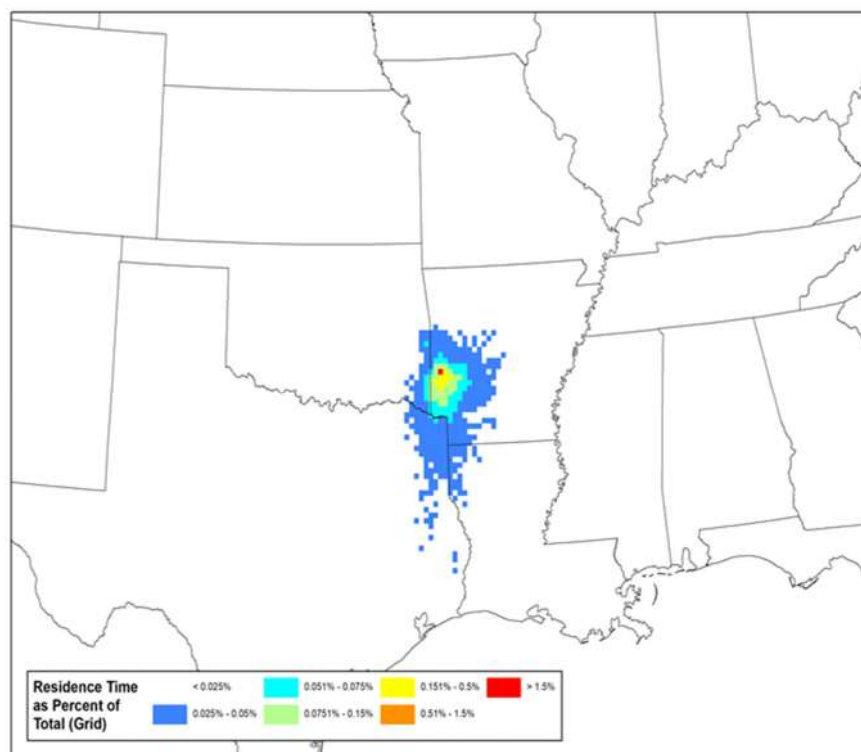 Residence Time
as Percent of
Total (Grid)
< 0.025%
0.051% - 0.075%
0.151% - 0.5%
> 1.5%
0.025% - 0.05%
0.0751% - 0.15%
0.51% - 1.5%